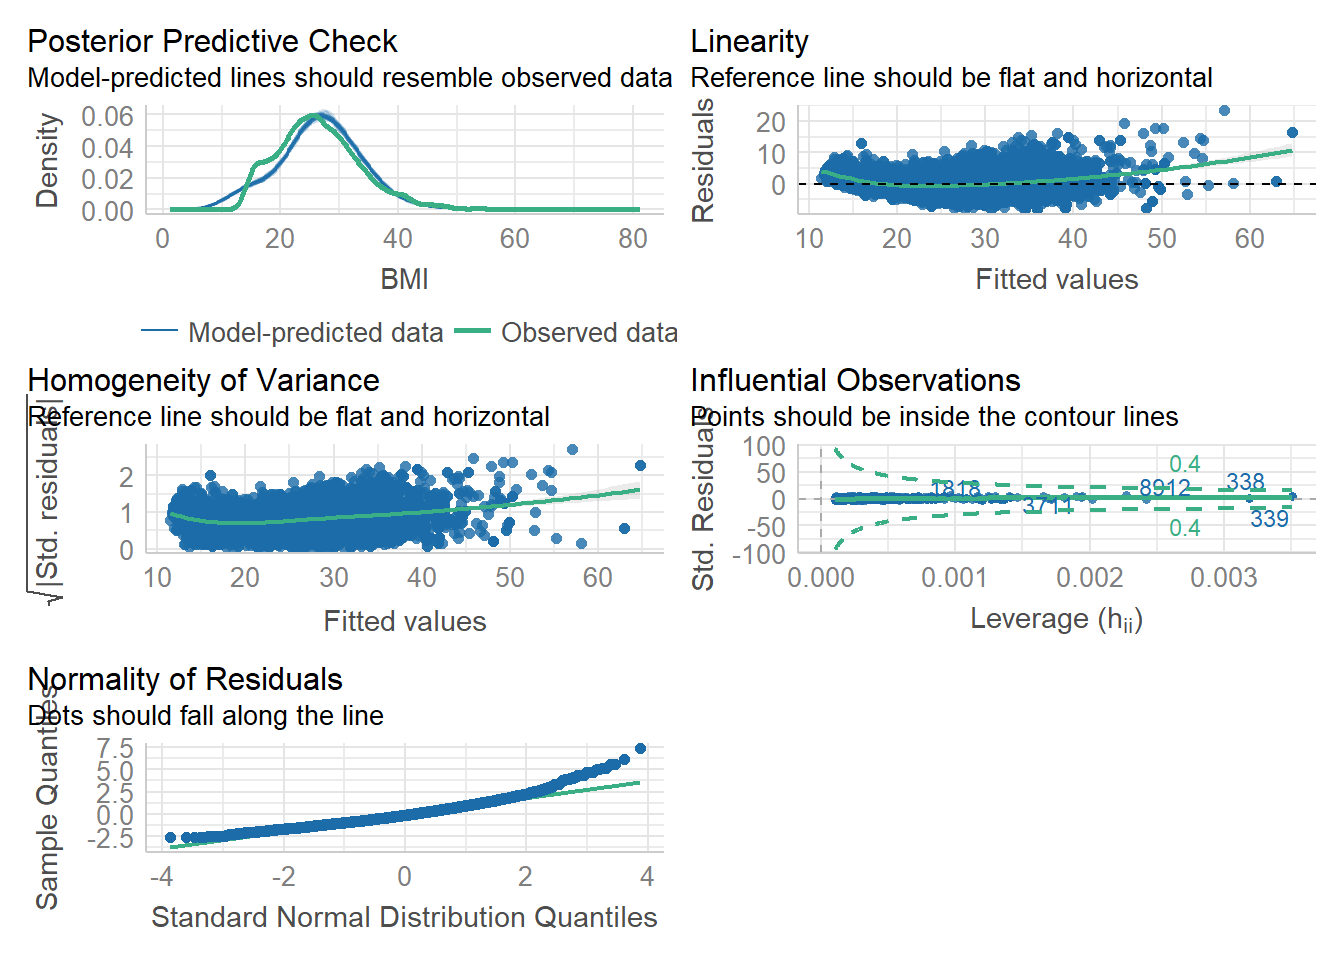 Posterior Predictive Check
Model-predicted lines should resemble observed data
Density
0.06
0.04
0.02
0.00
0 20 40 60 80
BMI
Model-predicted data Observed data
Linearity
Reference line should be flat and horizontal
Residuals
20
10
0
10 20 30 40 50 60
Fitted values
Homogeneity of Variance
Reference line should be flat and horizontal
√|Std. residuals|
2
1
0
10 20 30 40 50 60
Fitted values
Influential Observations
Points should be inside the contour lines
Std. Residuals
100
50
0
-50
-100
0.4
1818 8912 338
3711 339
0.4
0.000 0.001 0.002 0.003
Leverage (hii)
Normality of Residuals
Dots should fall along the line
Sample Quantiles
7.5
5.0
2.5
0.0
-2.5
-4 -2 0 2 4
Standard Normal Distribution Quantiles